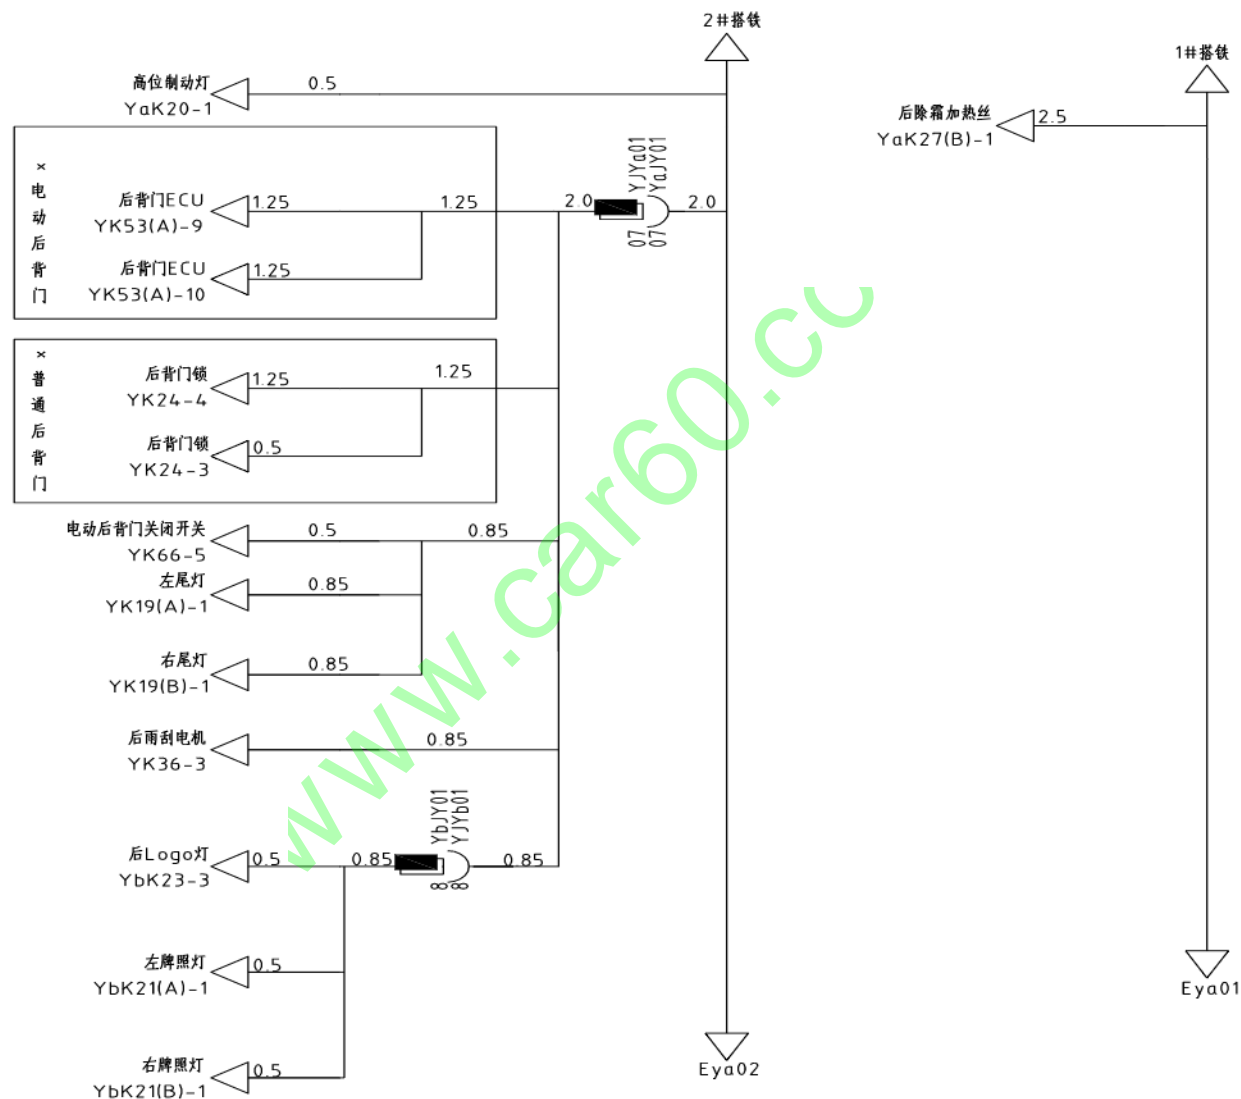 2#搭铁
1#搭铁
高位制动灯
YaK20-1
0.5
后除霜加热丝
YaK27(B)-1
2.5
x电动后背门
后背门ECU
YK53(A)-9
1.25
1.25
2.0
YJYa01
YaJY01
07
07
2.0
后背门ECU
YK53(A)-10
1.25
x普通后背门
后背门锁
YK24-4
1.25
1.25
后背门锁
YK24-3
0.5
电动后背门关闭开关
YK66-5
0.5
0.85
左尾灯
YK19(A)-1
0.85
右尾灯
YK19(B)-1
0.85
后雨刮电机
YK36-3
0.85
后Logo灯
YbK23-3
0.5
0.85
YbJY01
YJYb01
8
8
0.85
左牌照灯
YbK21(A)-1
0.5
右牌照灯
YbK21(B)-1
0.5
Eya02
Eya01
www.car60.co